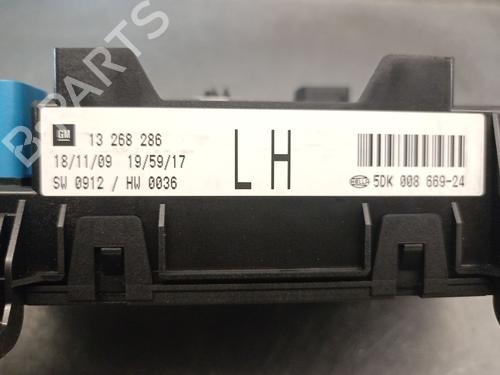 GM 13 268 286
18/11/09 19/59/17
SW 0912 / HW 0036
LH
HELLA 5DK 008 669-24
B-PARTS